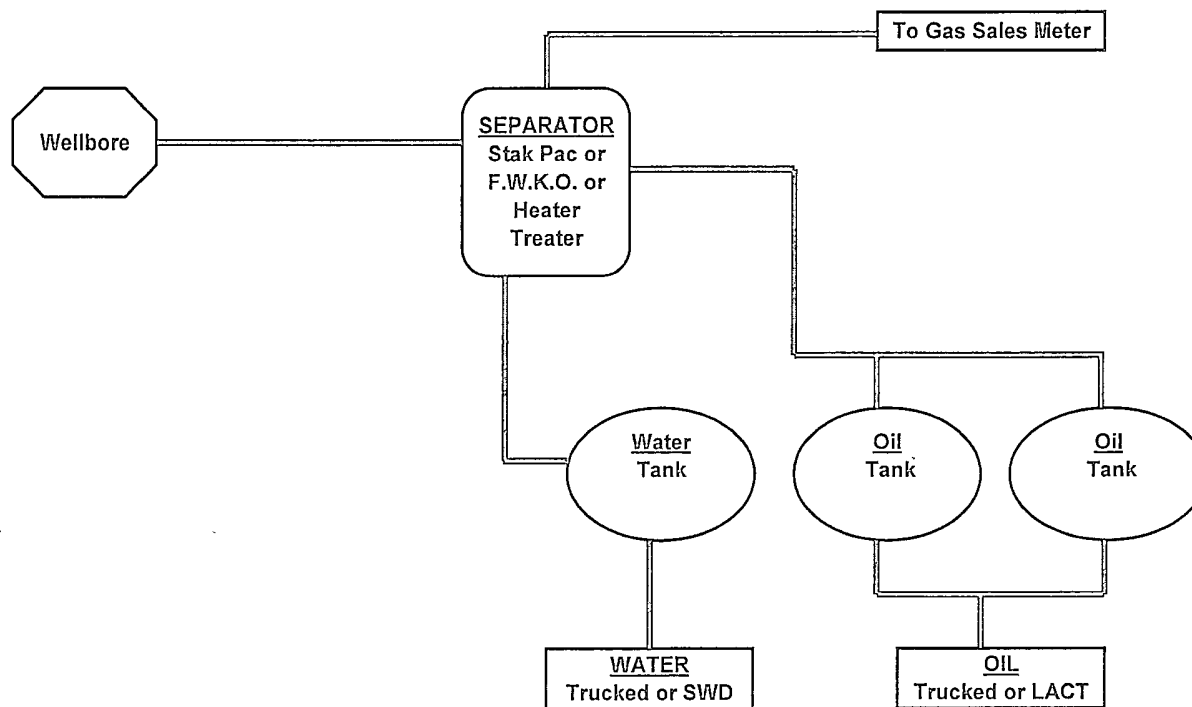 To Gas Sales Meter
Wellbore
SEPARATOR
Stak Pac or
F.W.K.O. or
Heater
Treater
Water
Tank
Oil
Tank
Oil
Tank
WATER
Trucked or SWD
OIL
Trucked or LACT